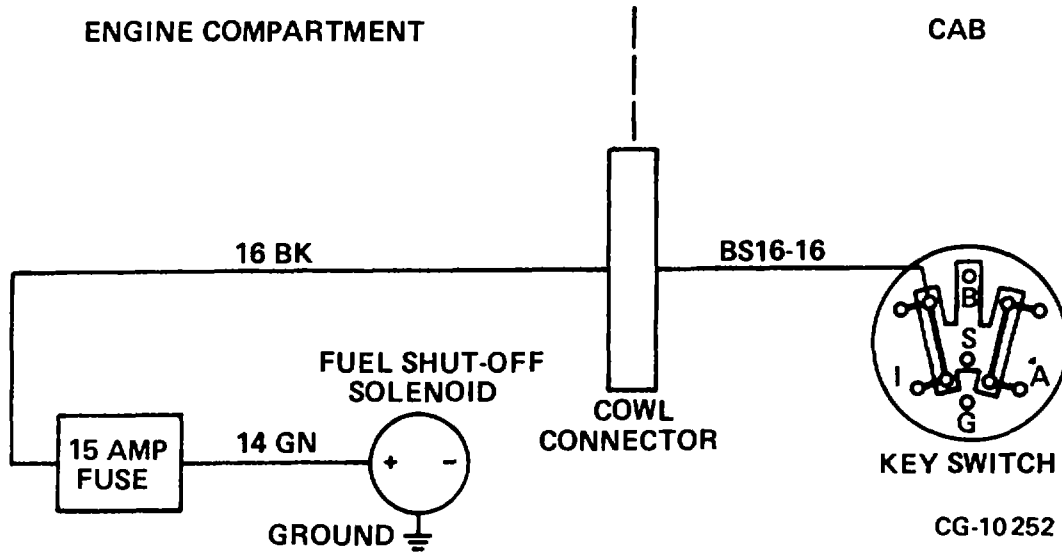 ENGINE COMPARTMENT
CAB
16 BK
BS16-16
B
S
I
A
G
FUEL SHUT-OFF
SOLENOID
COWL
CONNECTOR
KEY SWITCH
15 AMP
FUSE
14 GN
+ -
GROUND
CG-10252